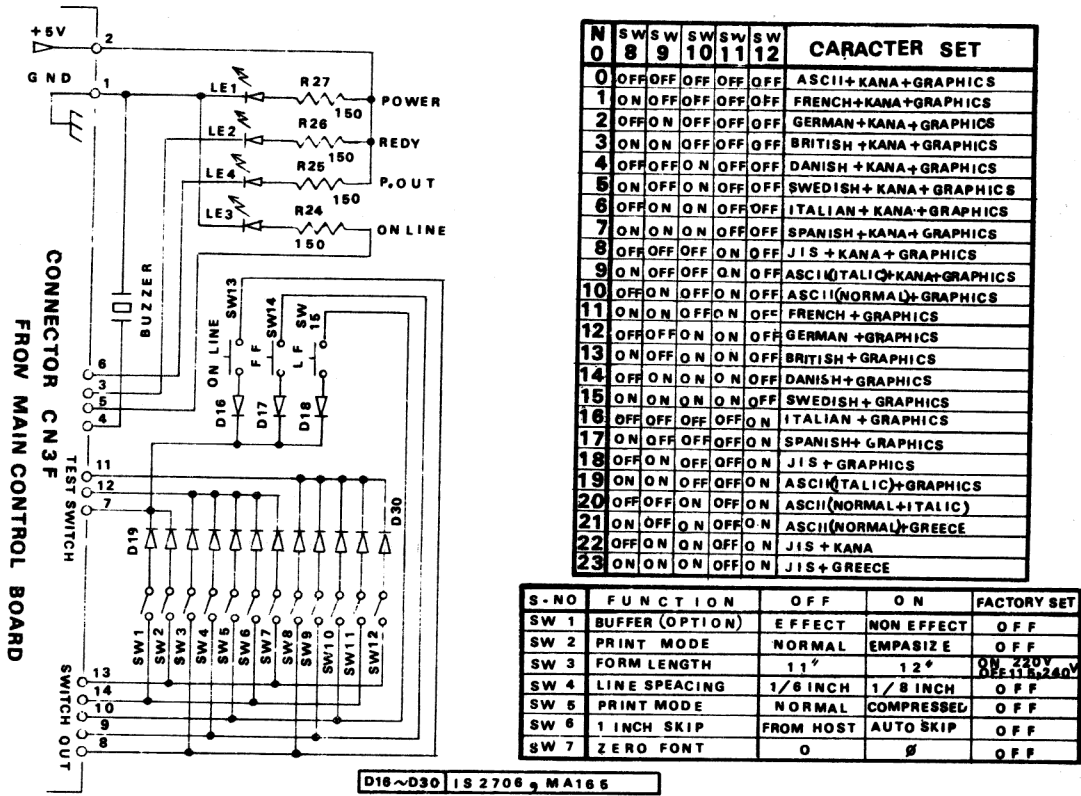 +5V
2
GND
1
LE1
R27
150
POWER
LE2
R26
150
REDY
LE4
R25
150
P.OUT
LE3
R24
150
ON LINE
BUZZER
CONNECTOR CN3F
FRON MAIN CONTROL BOARD
6
3
5
4
SW13
SW14
SW 15
ON LINE
F F
L F
D16
D17
D18
TEST SWITCH
11
12
7
D19
D30
SW1
SW2
SW3
SW4
SW5
SW6
SW7
SW8
SW9
SW10
SW11
SW12
SWITCH OUT
13
14
10
9
8
D16~D30 IS2706, MA165
NO SW8 SW9 SW10 SW11 SW12 CARACTER SET
0 OFF OFF OFF OFF OFF ASCII+KANA+GRAPHICS
1 ON OFF OFF OFF OFF FRENCH+KANA+GRAPHICS
2 OFF ON OFF OFF OFF GERMAN+KANA+GRAPHICS
3 ON ON OFF OFF OFF BRITISH+KANA+GRAPHICS
4 OFF OFF ON OFF OFF DANISH+KANA+GRAPHICS
5 ON OFF ON OFF OFF SWEDISH+KANA+GRAPHICS
6 OFF ON ON OFF OFF ITALIAN+KANA+GRAPHICS
7 ON ON ON OFF OFF SPANISH+KANA+GRAPHICS
8 OFF OFF OFF ON OFF JIS+KANA+GRAPHICS
9 ON OFF OFF ON OFF ASCII(ITALIC)+KANA+GRAPHICS
10 OFF ON OFF ON OFF ASCII(NORMAL)+GRAPHICS
11 ON ON OFF ON OFF FRENCH+GRAPHICS
12 OFF OFF ON ON OFF GERMAN+GRAPHICS
13 ON OFF ON ON OFF BRITISH+GRAPHICS
14 OFF ON ON ON OFF DANISH+GRAPHICS
15 ON ON ON ON OFF SWEDISH+GRAPHICS
16 OFF OFF OFF OFF ON ITALIAN+GRAPHICS
17 ON OFF OFF OFF ON SPANISH+GRAPHICS
18 OFF ON OFF OFF ON JIS+GRAPHICS
19 ON ON OFF OFF ON ASCII(ITALIC)+GRAPHICS
20 OFF OFF ON OFF ON ASCII(NORMAL+ITALIC)
21 ON OFF ON OFF ON ASCII(NORMAL)+GREECE
22 OFF ON ON OFF ON JIS+KANA
23 ON ON ON OFF ON JIS+GREECE
S-NO FUNCTION OFF ON FACTORY SET
SW 1 BUFFER (OPTION) EFFECT NON EFFECT OFF
SW 2 PRINT MODE NORMAL EMPASIZE OFF
SW 3 FORM LENGTH 11" 12" ON 220V OFF 115,240V
SW 4 LINE SPEACING 1/6 INCH 1/8 INCH OFF
SW 5 PRINT MODE NORMAL COMPRESSED OFF
SW 6 1 INCH SKIP FROM HOST AUTO SKIP OFF
SW 7 ZERO FONT 0 Ø OFF